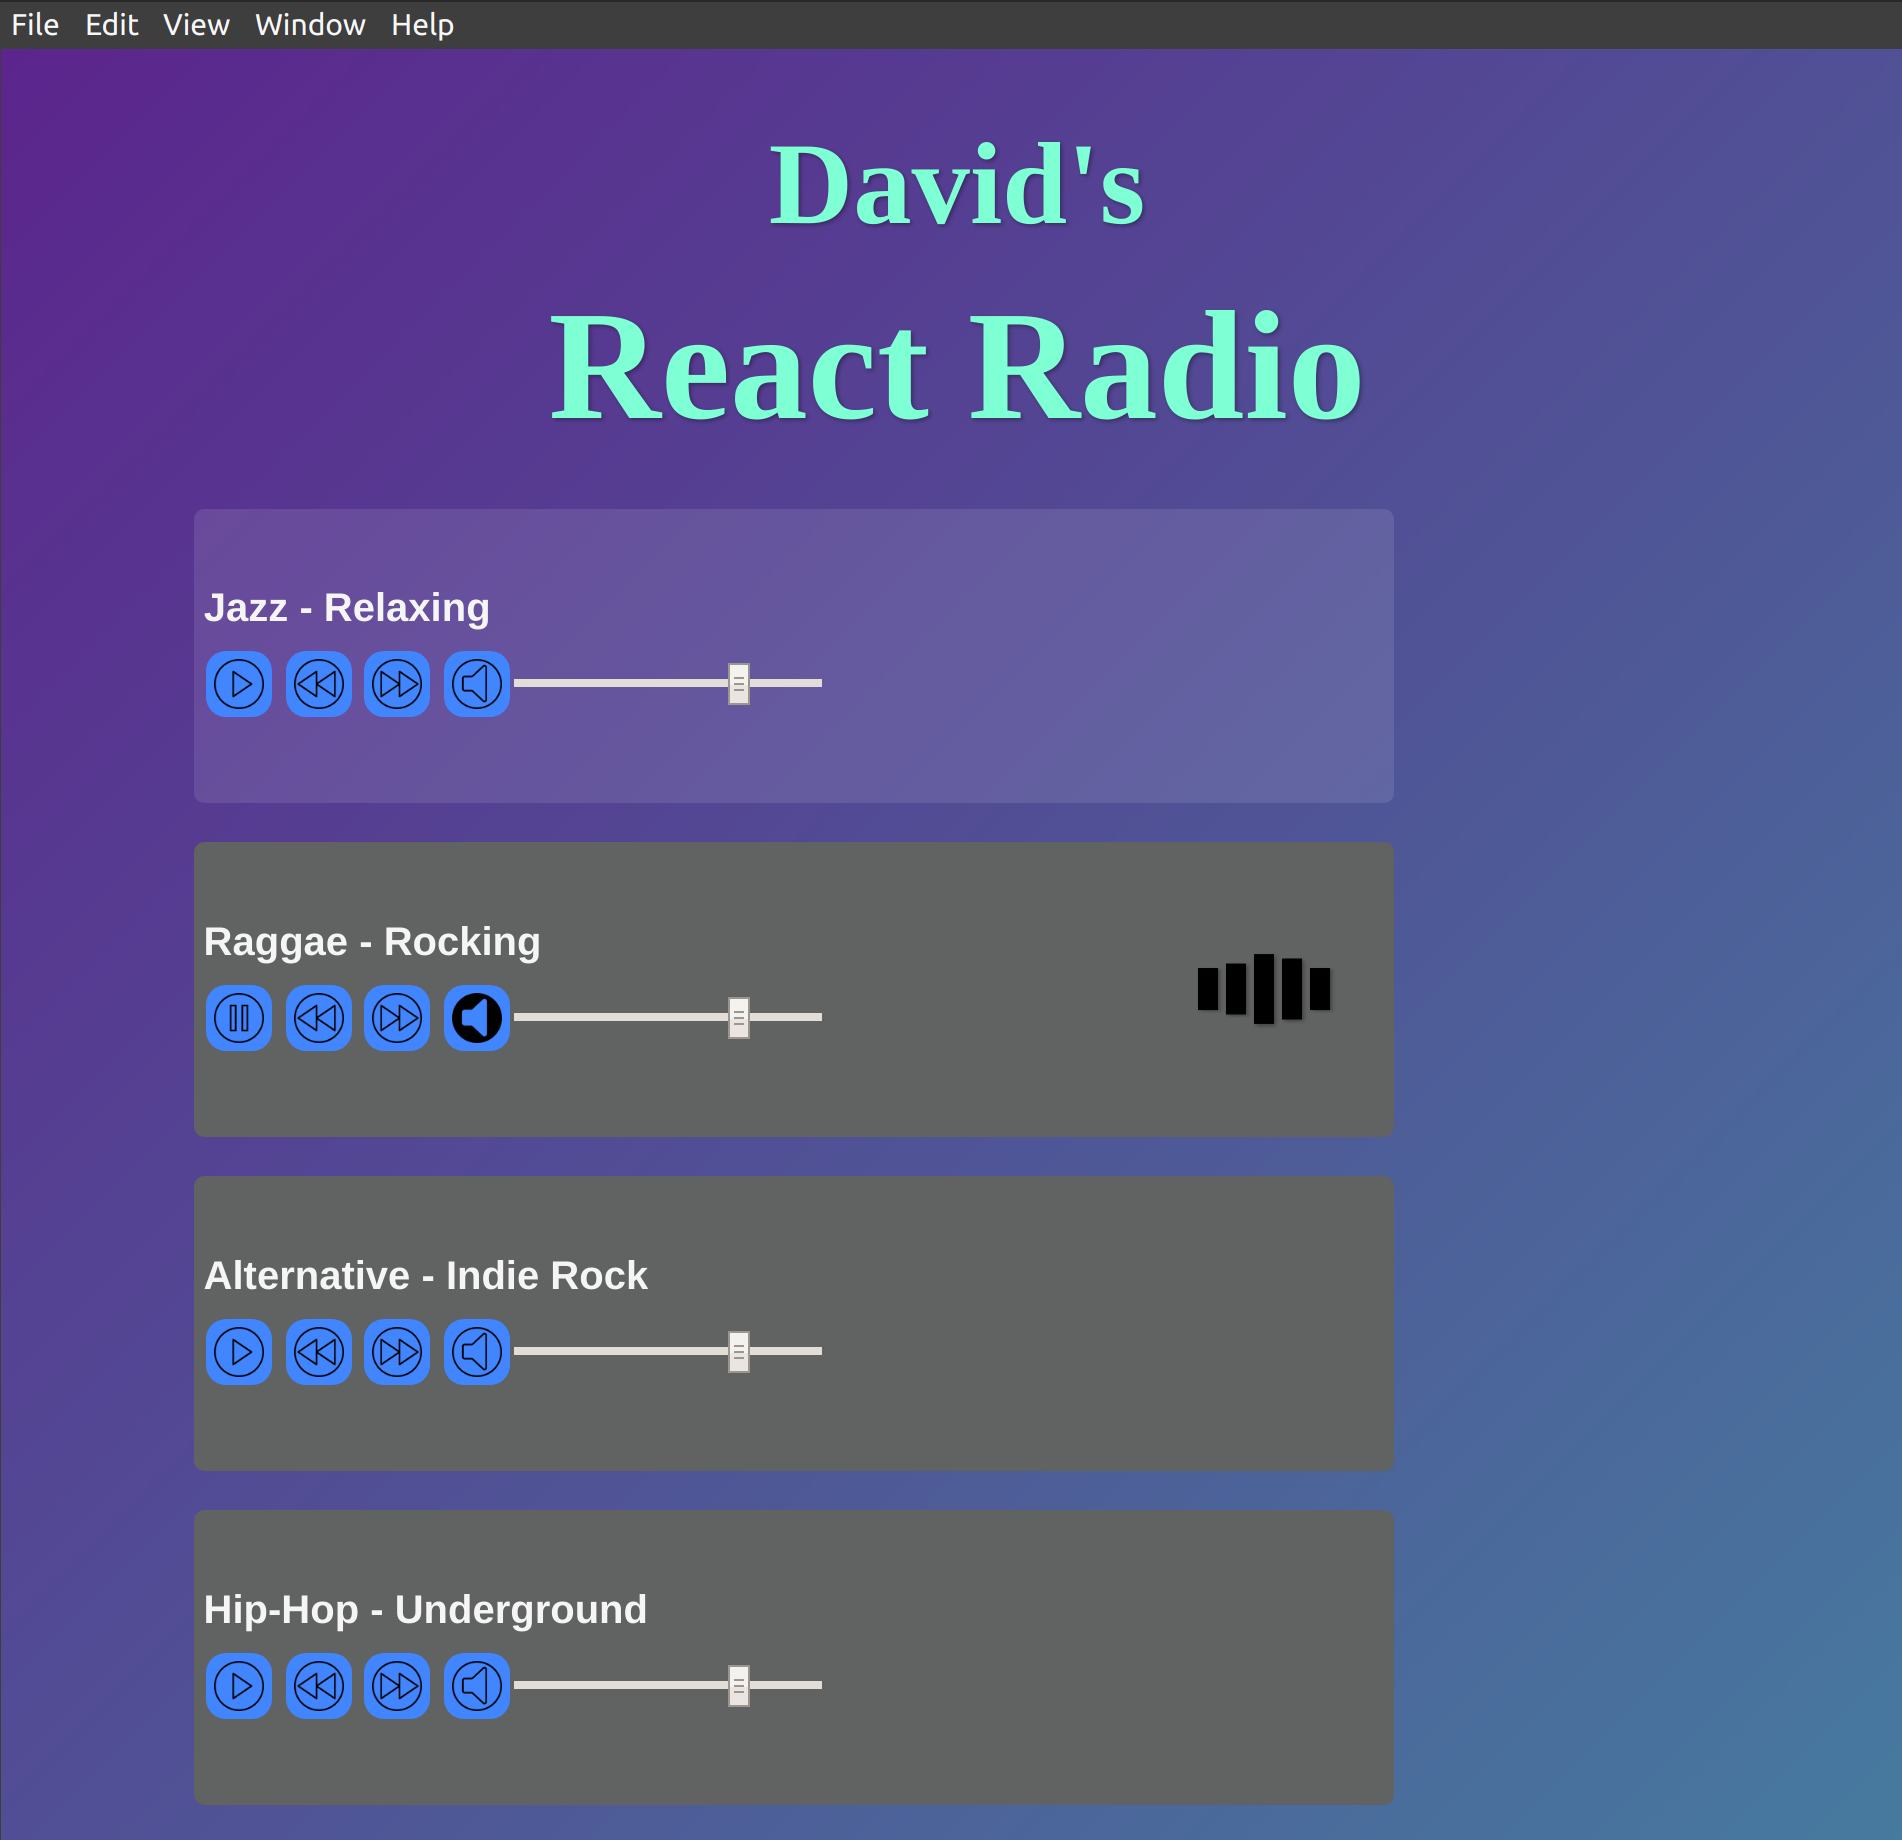 File Edit View Window Help
David's
React Radio
Jazz - Relaxing
Raggae - Rocking
Alternative - Indie Rock
Hip-Hop - Underground